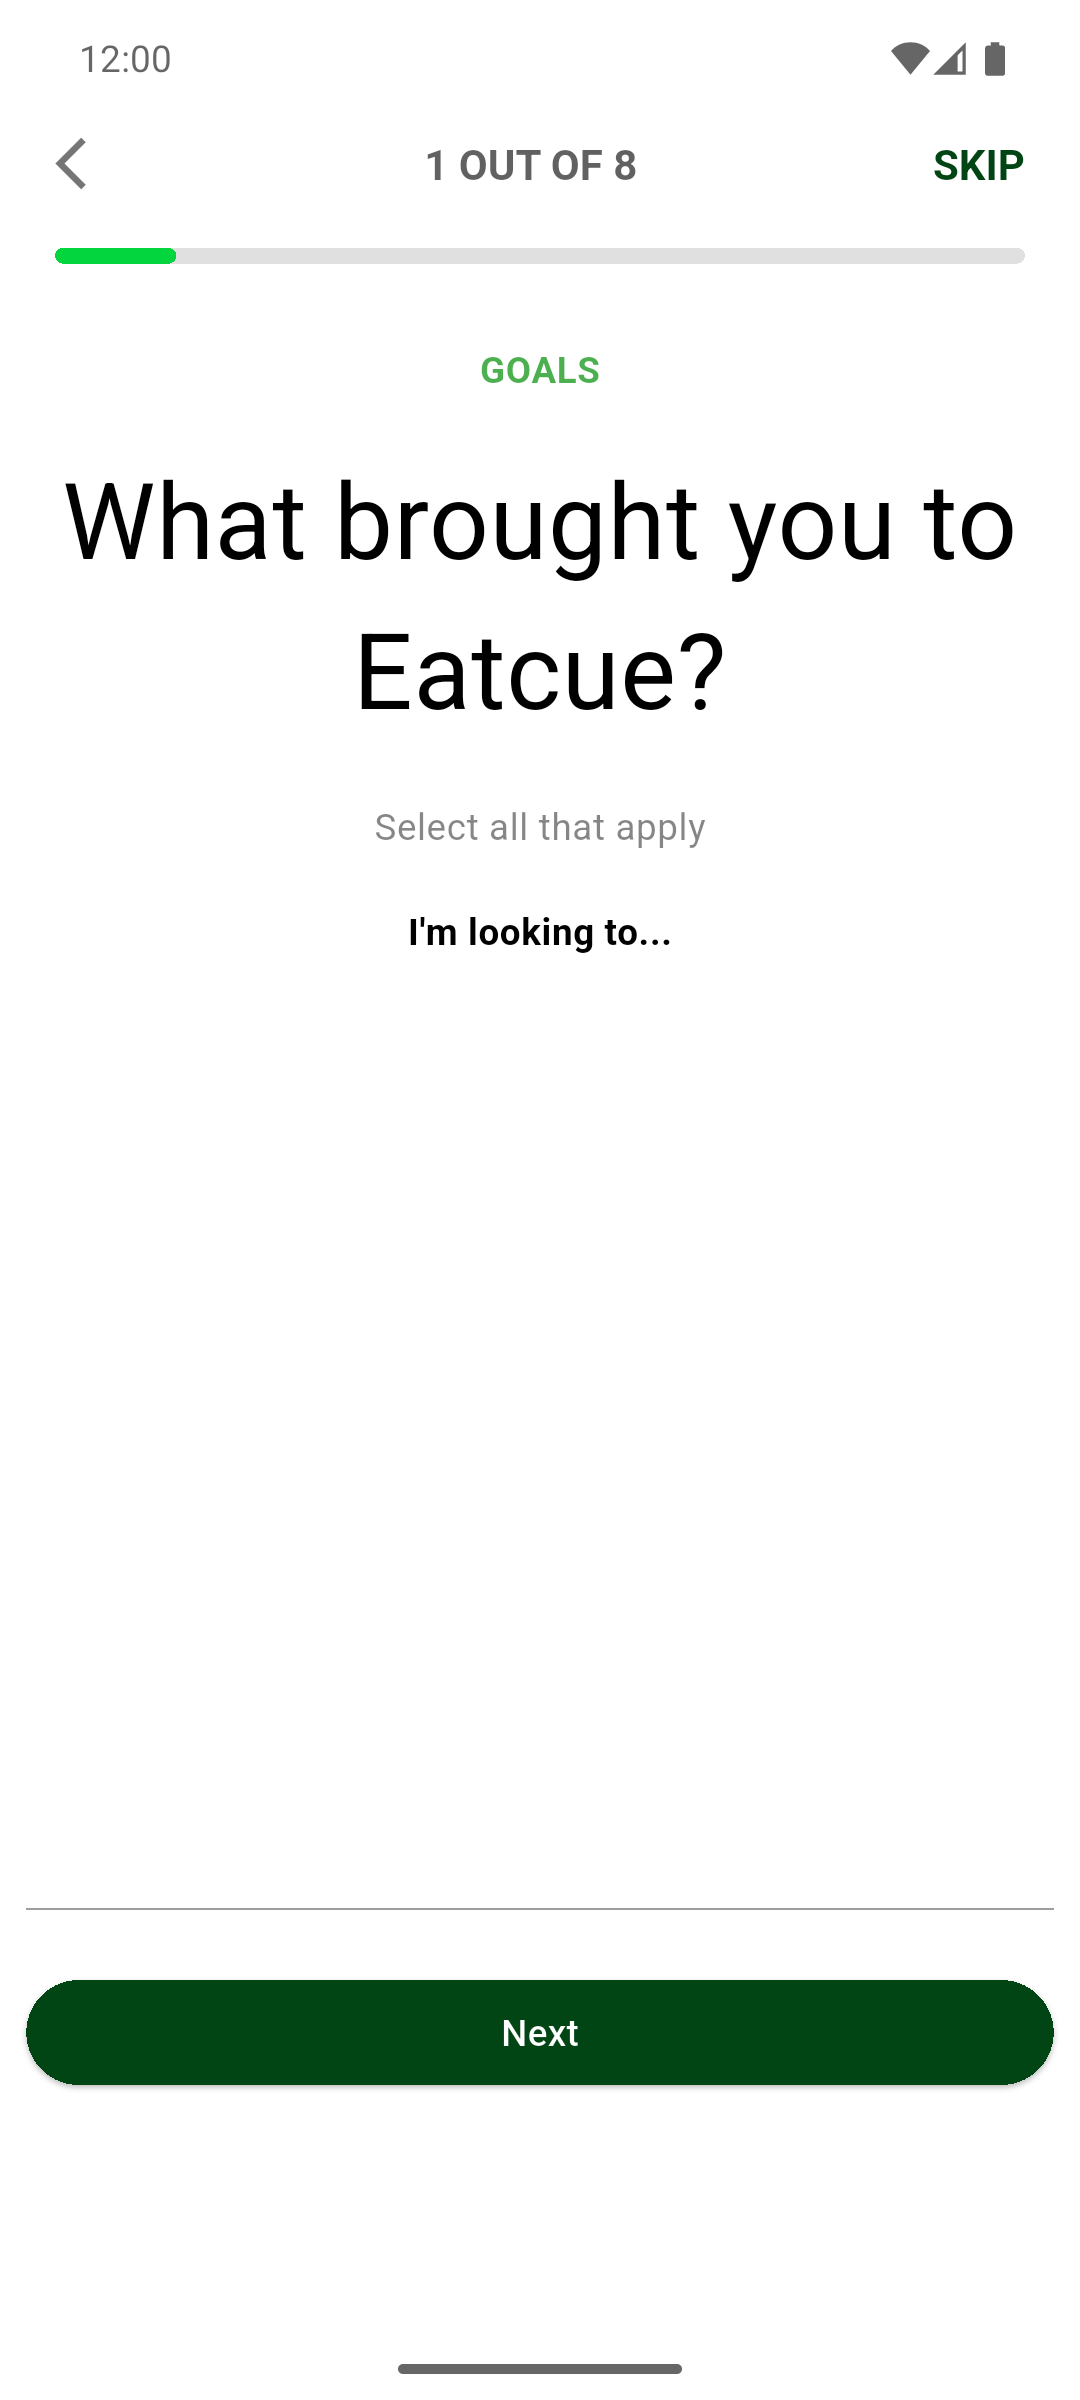 12:00
1 OUT OF 8
SKIP
GOALS
What brought you to
Eatcue?
Select all that apply
I'm looking to...
Next